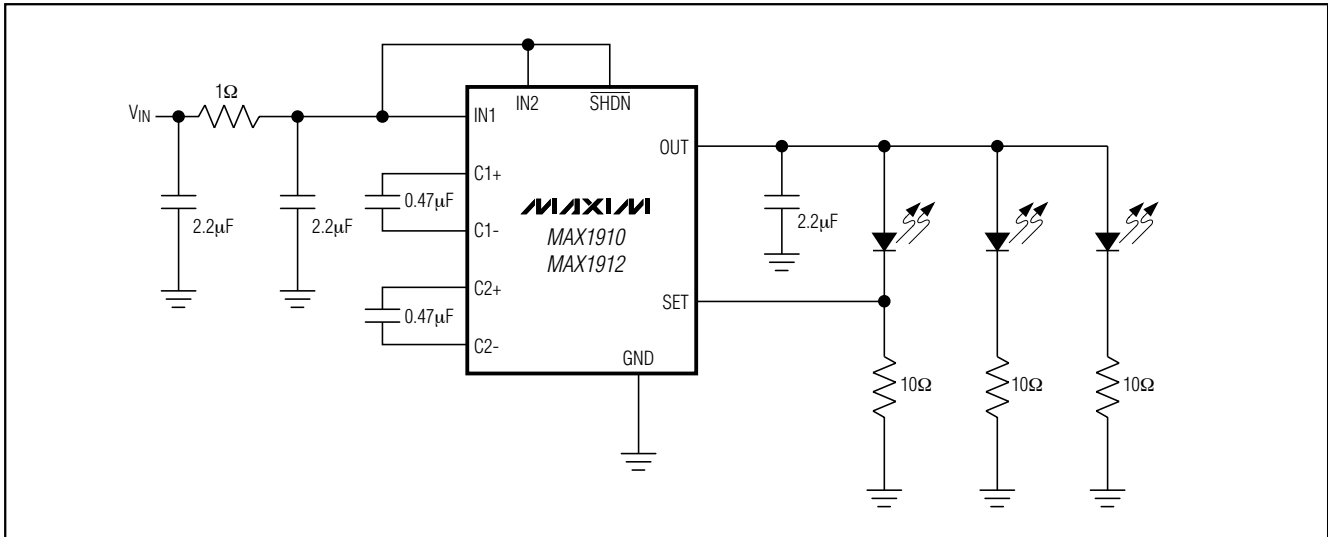 1Ω
VIN
IN2
SHDN
IN1
OUT
C1+
0.47μF
C1-
MAXIM
MAX1910
MAX1912
2.2μF
2.2μF
2.2μF
C2+
0.47μF
C2-
SET
GND
10Ω
10Ω
10Ω